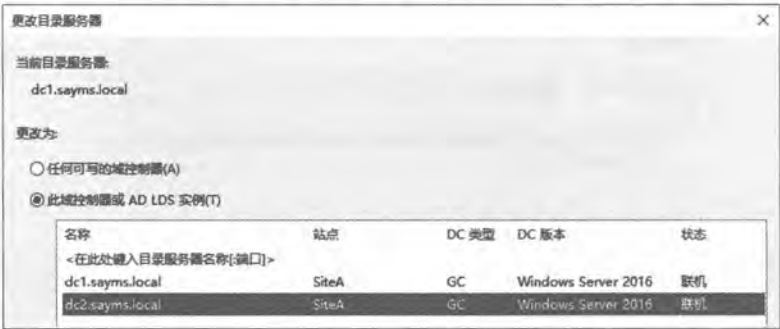 更改目录服务器
当前目录服务器:
dc1.sayms.local
更改为:
任何可写的域控制器(A)
此域控制器或 AD LDS 实例(T)
名称 站点 DC 类型 DC 版本 状态
<在此处键入目录服务器名称[:端口]>
dc1.sayms.local SiteA GC Windows Server 2016 联机
dc2.sayms.local SiteA GC Windows Server 2016 联机